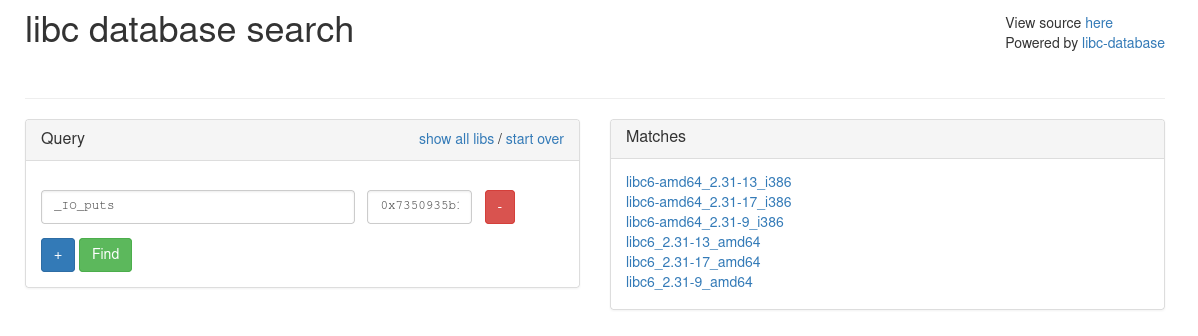 libc database search
View source here
Powered by libc-database
Query
show all libs / start over
_IO_puts
0x7350935b
-
+
Find
Matches
libc6-amd64_2.31-13_i386
libc6-amd64_2.31-17_i386
libc6-amd64_2.31-9_i386
libc6_2.31-13_amd64
libc6_2.31-17_amd64
libc6_2.31-9_amd64